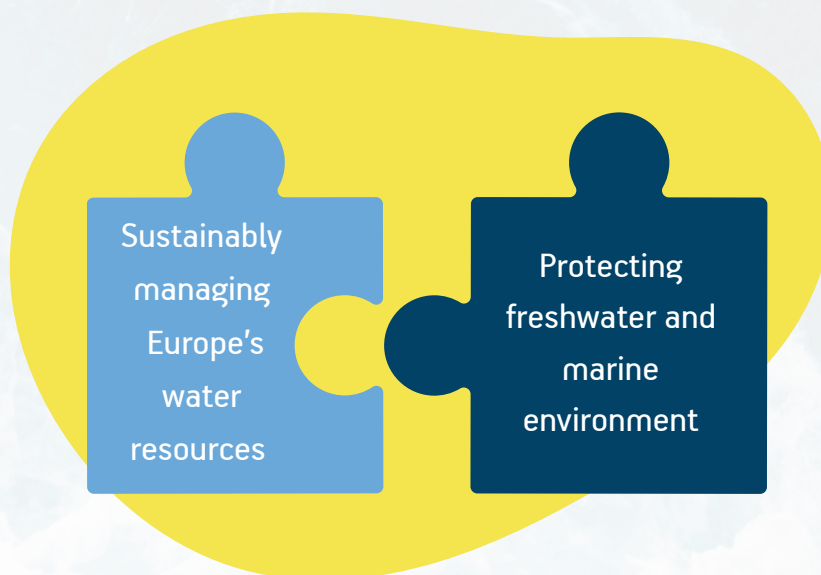 Sustainably
managing
Europe's
water
resources
Protecting
freshwater and
marine
environment